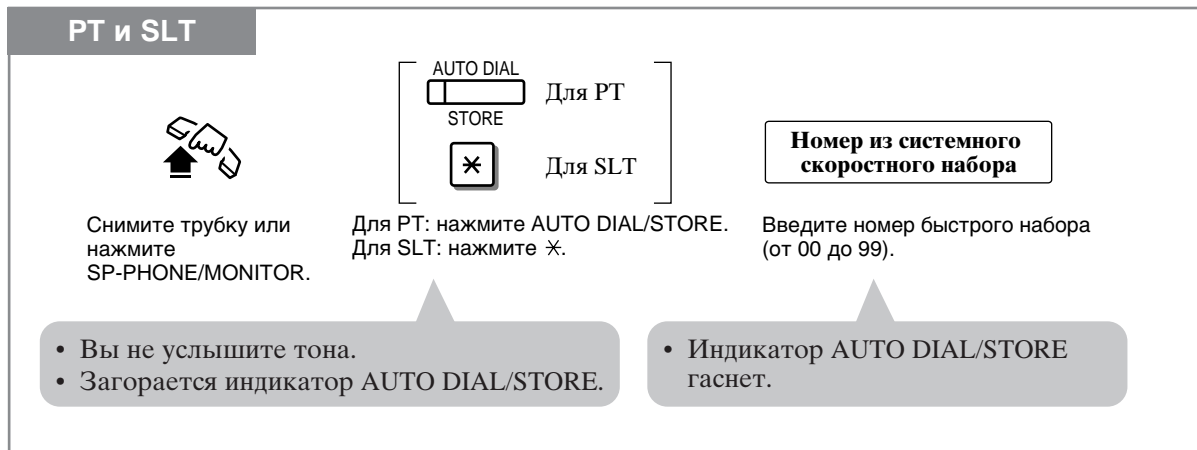 PT и SLT
AUTO DIAL
Для PT
STORE
Для SLT
Номер из системного
скоростного набора
Снимите трубку или
нажмите
SP-PHONE/MONITOR.
Для PT: нажмите AUTO DIAL/STORE.
Для SLT: нажмите ✳.
Введите номер быстрого набора
(от 00 до 99).
• Вы не услышите тона.
• Загорается индикатор AUTO DIAL/STORE.
• Индикатор AUTO DIAL/STORE
гаснет.